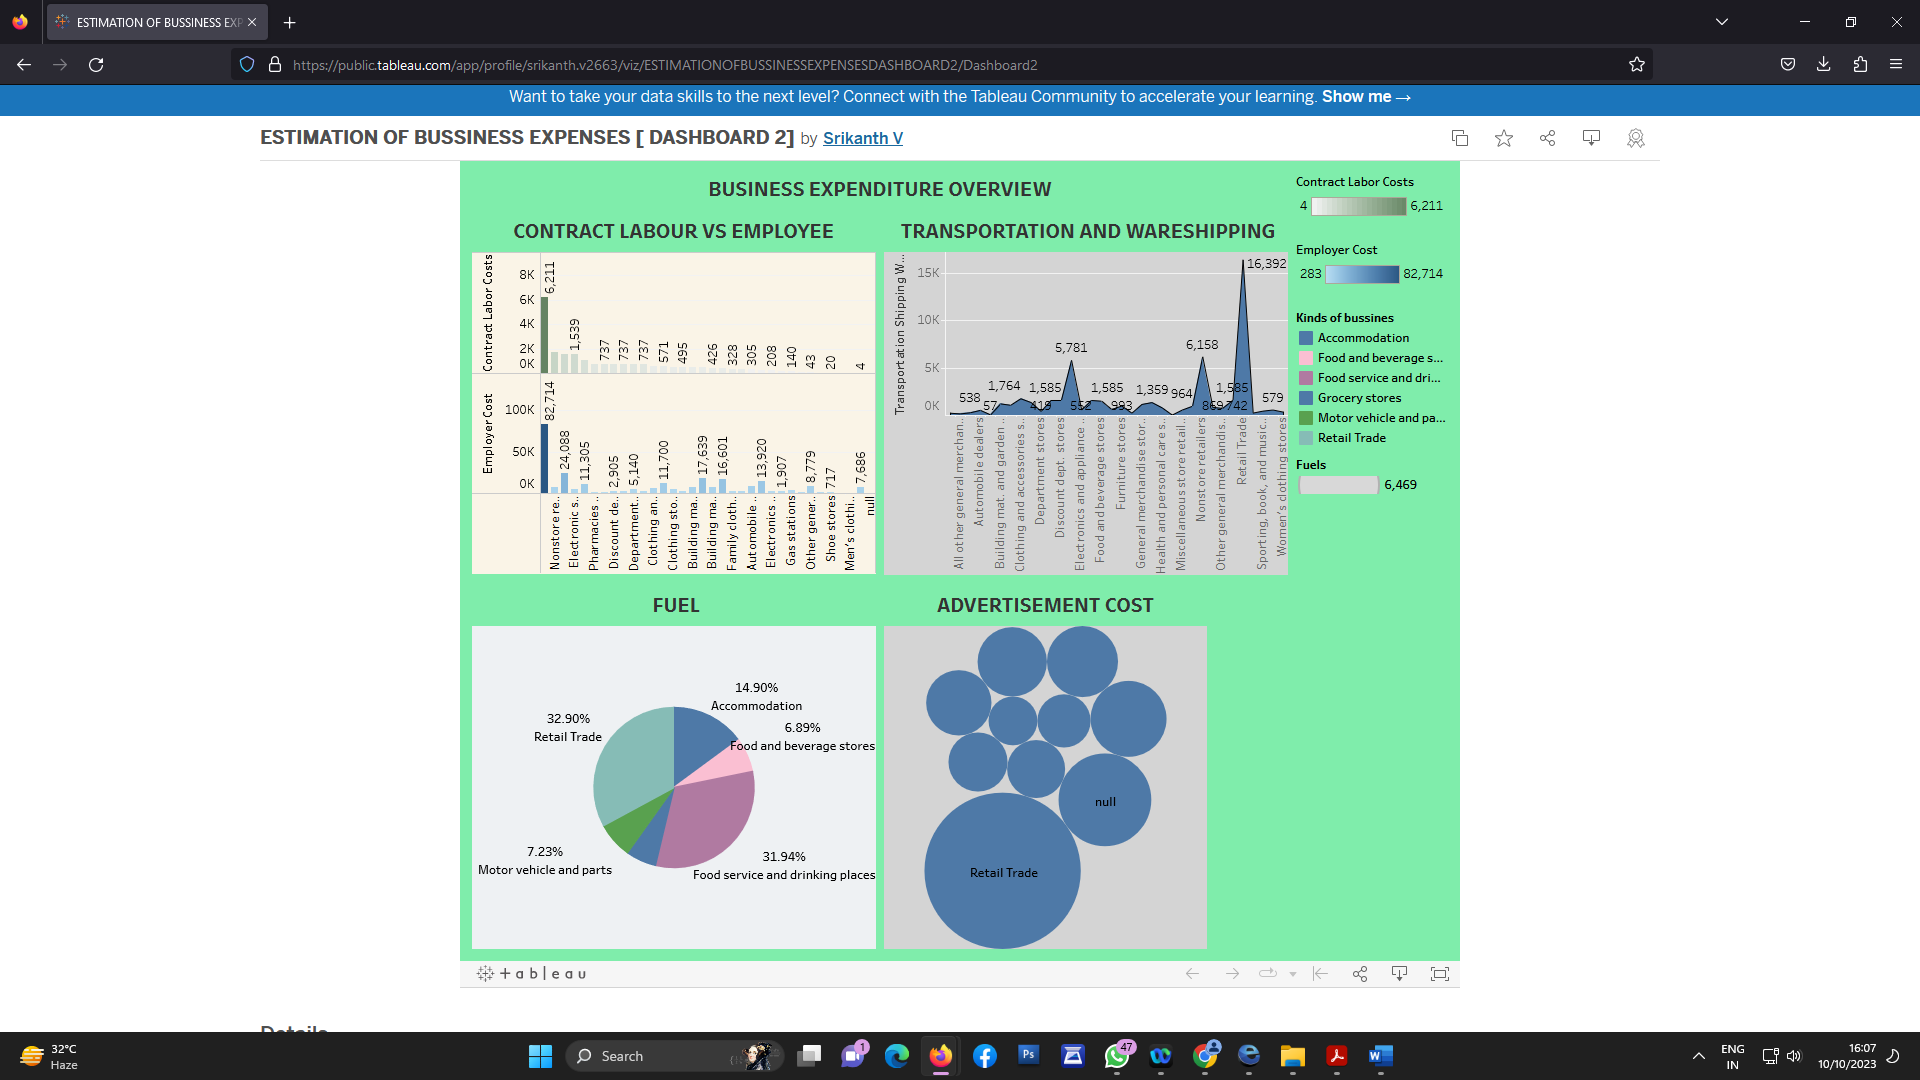 ESTIMATION OF BUSSINESS EXP
https://public.tableau.com/app/profile/srikanth.v2663/viz/ESTIMATIONOFBUSSINESSEXPENSESDASHBOARD2/Dashboard2
Want to take your data skills to the next level? Connect with the Tableau Community to accelerate your learning. Show me →
ESTIMATION OF BUSSINESS EXPENSES [ DASHBOARD 2] by Srikanth V
BUSINESS EXPENDITURE OVERVIEW
CONTRACT LABOUR VS EMPLOYEE
Contract Labor Costs
8K
6K
4K
2K
0K
6,211
1,539
737
737
737
571
495
426
328
305
208
140
43
20
4
Employer Cost
100K
50K
0K
82,714
24,088
11,305
2,905
5,140
11,700
17,639
16,601
13,920
1,907
8,779
717
7,686
Nonstore re..
Electronic s..
Pharmacies ..
Discount de..
Department..
Clothing an..
Clothing sto..
Building ma..
Building ma..
Family cloth..
Automobile ..
Electronics ..
Gas stations
Other gener..
Shoe stores
Men's clothi..
null
TRANSPORTATION AND WARESHIPPING
Transportation Shipping W...
15K
10K
5K
0K
538
57
1,764
1,585
419
5,781
552
1,585
993
1,359
964
6,158
869
1,585
742
16,392
579
All other general merchan..
Automobile dealers
Building mat. and garden ..
Clothing and accessories s..
Department stores
Discount dept. stores
Electronics and appliance ..
Food and beverage stores
Furniture stores
General merchandise stor..
Health and personal care s..
Miscellaneous store retail..
Nonstore retailers
Other general merchandis..
Retail Trade
Sporting, book, and music..
Women's clothing stores
Contract Labor Costs
4 6,211
Employer Cost
283 82,714
Kinds of bussines
Accommodation
Food and beverage s...
Food service and dri...
Grocery stores
Motor vehicle and pa...
Retail Trade
Fuels
6,469
FUEL
14.90%
Accommodation
6.89%
Food and beverage stores
32.90%
Retail Trade
7.23%
Motor vehicle and parts
31.94%
Food service and drinking places
ADVERTISEMENT COST
null
Retail Trade
+ableau
32°C
Haze
Search
1
Ps
47
ENG
IN
16:07
10/10/2023